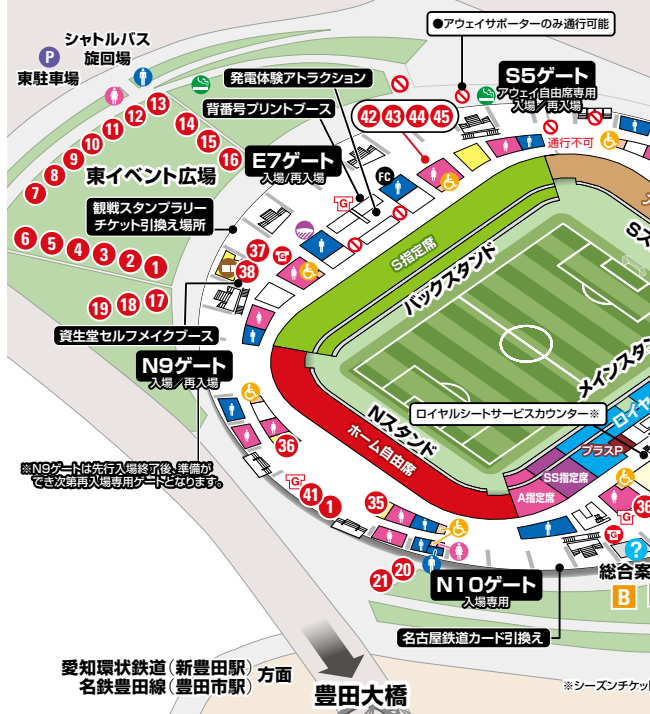 ●アウェイサポーターのみ通行可能
シャトルバス
旋回場
P
東駐車場
発電体験アトラクション
背番号プリントブース
S5ゲート
アウェイ自由席専用
入場/再入場
42 43 44 45
通行不可
13
12
11
10
9
8
7
14
15
16
E7ゲート
入場/再入場
FC
東イベント広場
G
観戦スタンプラリー
チケット引換え場所
6 5 4 3 2 1
37
G
38
S指定席
バックスタンド
19 18 17
資生堂セルフメイクブース
N9ゲート
入場/再入場
メインスタ
ロイヤルシートサービスカウンター※
ロイヤ
プラスP
Nスタンド
ホーム自由席
SS指定席
A指定席
36
※N9ゲートは先行入場終了後、準備が
でき次第再入場専用ゲートとなります。
G
41 1
35
36
G
G
?
総合案
B
21 20
N10ゲート
入場専用
名古屋鉄道カード引換え
愛知環状鉄道(新豊田駅)
名鉄豊田線(豊田市駅)
方面
豊田大橋
※シーズンチケッ